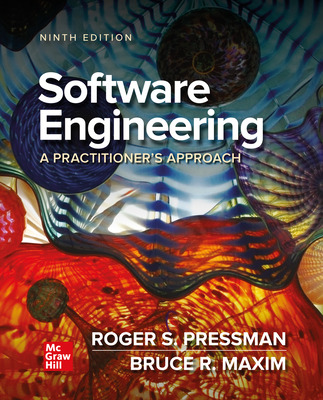 NINTH EDITION
Software
Engineering
A PRACTITIONER'S APPROACH
Mc
Graw
Hill
ROGER S. PRESSMAN
BRUCE R. MAXIM